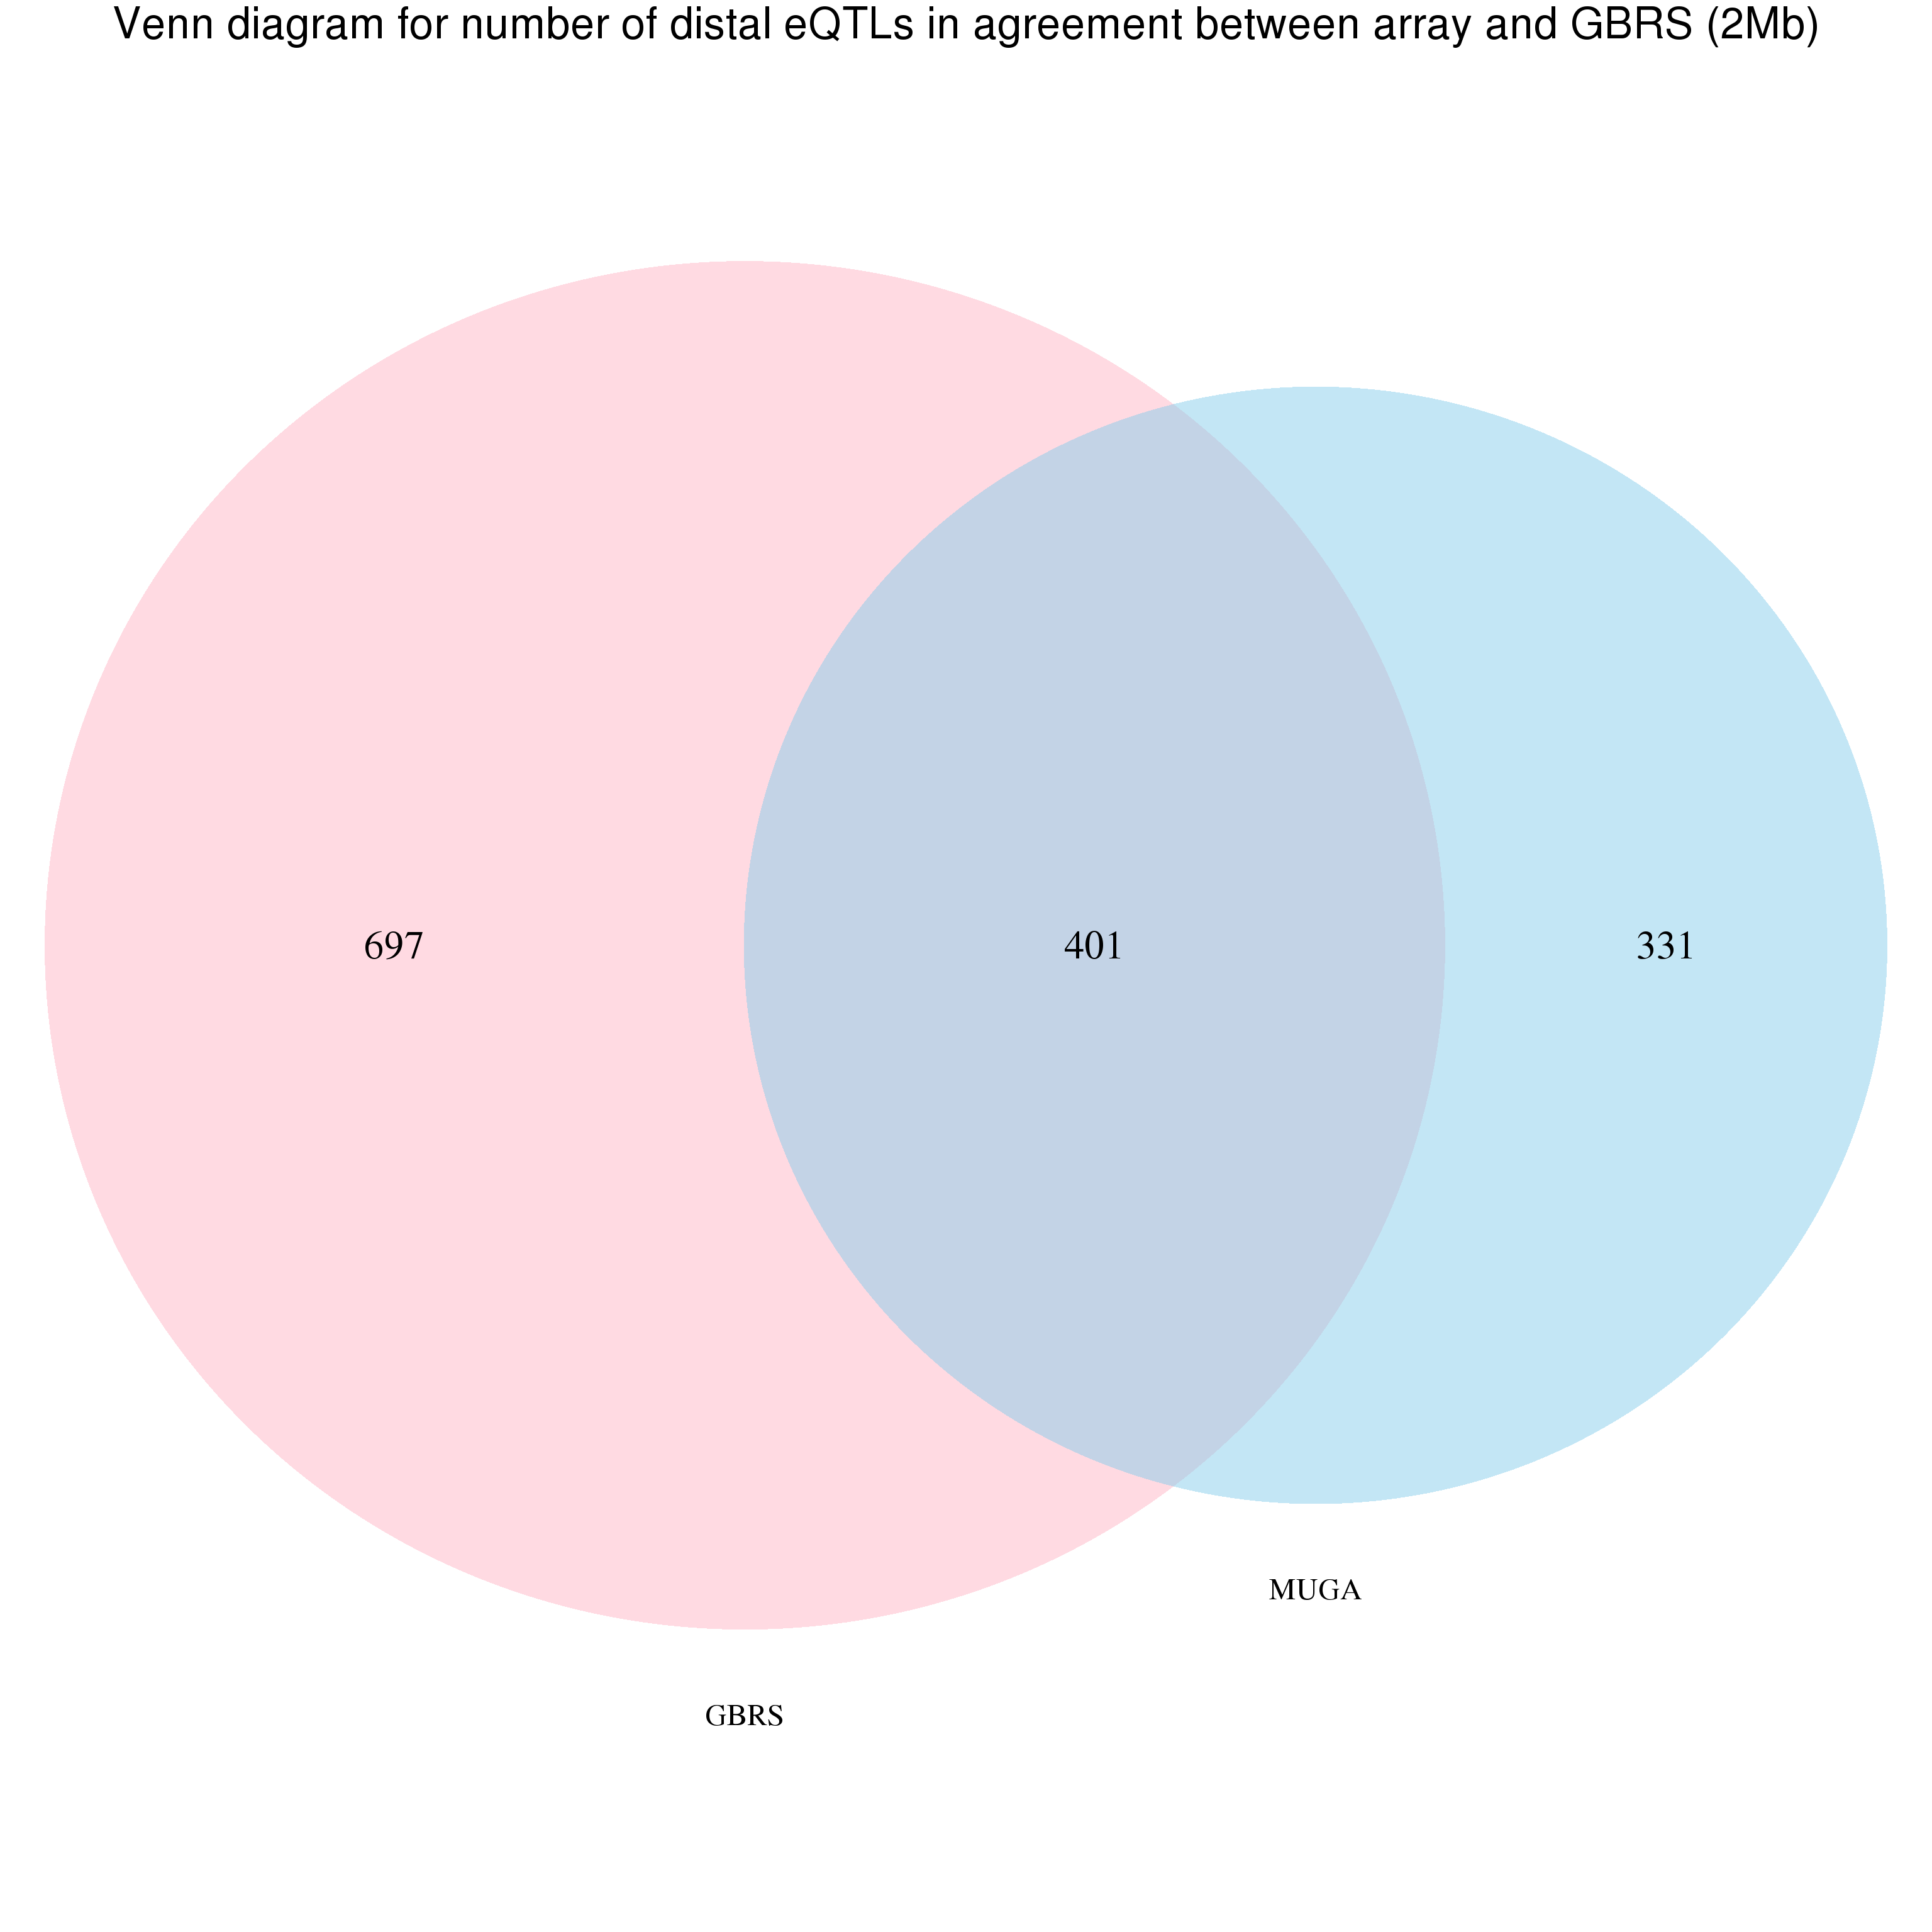 Venn diagram for number of distal eQTLs in agreement between array and GBRS (2Mb)
697
401
331
MUGA
GBRS